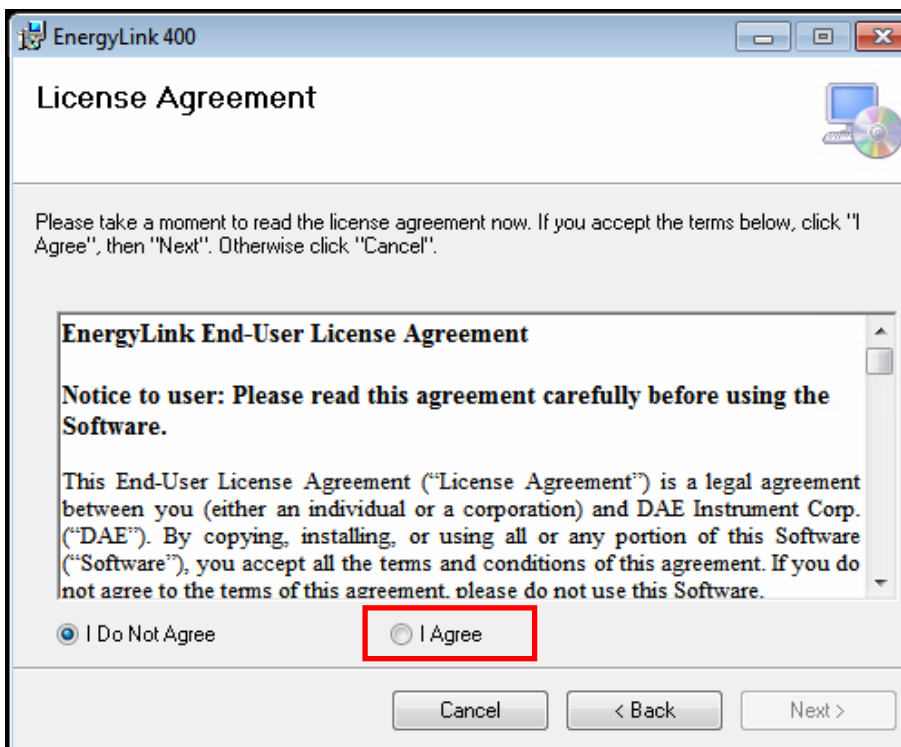 EnergyLink 400
License Agreement
Please take a moment to read the license agreement now. If you accept the terms below, click "I
Agree", then "Next". Otherwise click "Cancel".
EnergyLink End-User License Agreement
Notice to user: Please read this agreement carefully before using the
Software.
This End-User License Agreement (“License Agreement”) is a legal agreement
between you (either an individual or a corporation) and DAE Instrument Corp.
(“DAE”). By copying, installing, or using all or any portion of this Software
(“Software”), you accept all the terms and conditions of this agreement. If you do
not agree to the terms of this agreement, please do not use this Software.
I Do Not Agree
I Agree
Cancel
< Back
Next >